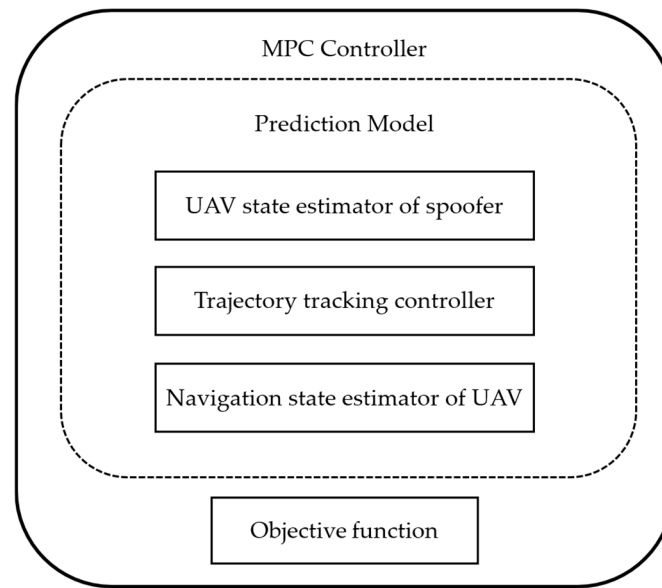 MPC Controller
Prediction Model
UAV state estimator of spoofer
Trajectory tracking controller
Navigation state estimator of UAV
Objective function